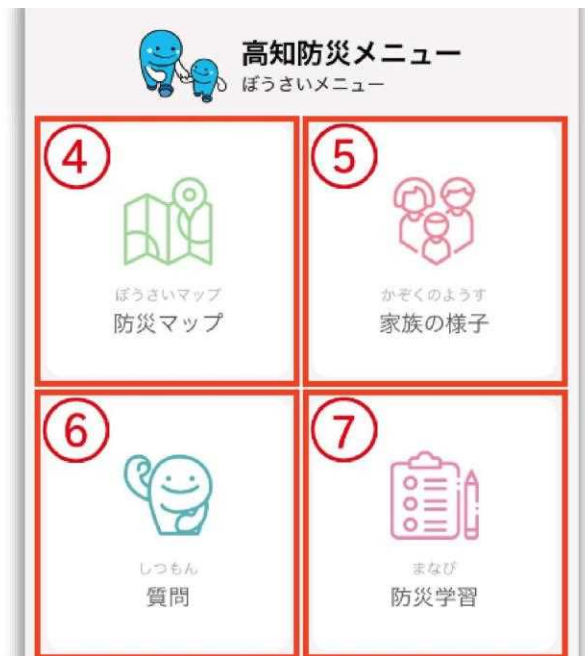 高知防災メニュー
ぼうさいメニュー
④
⑤
ぼうさいマップ
防災マップ
かぞくのようす
家族の様子
⑥
⑦
しつもん
質問
まなび
防災学習